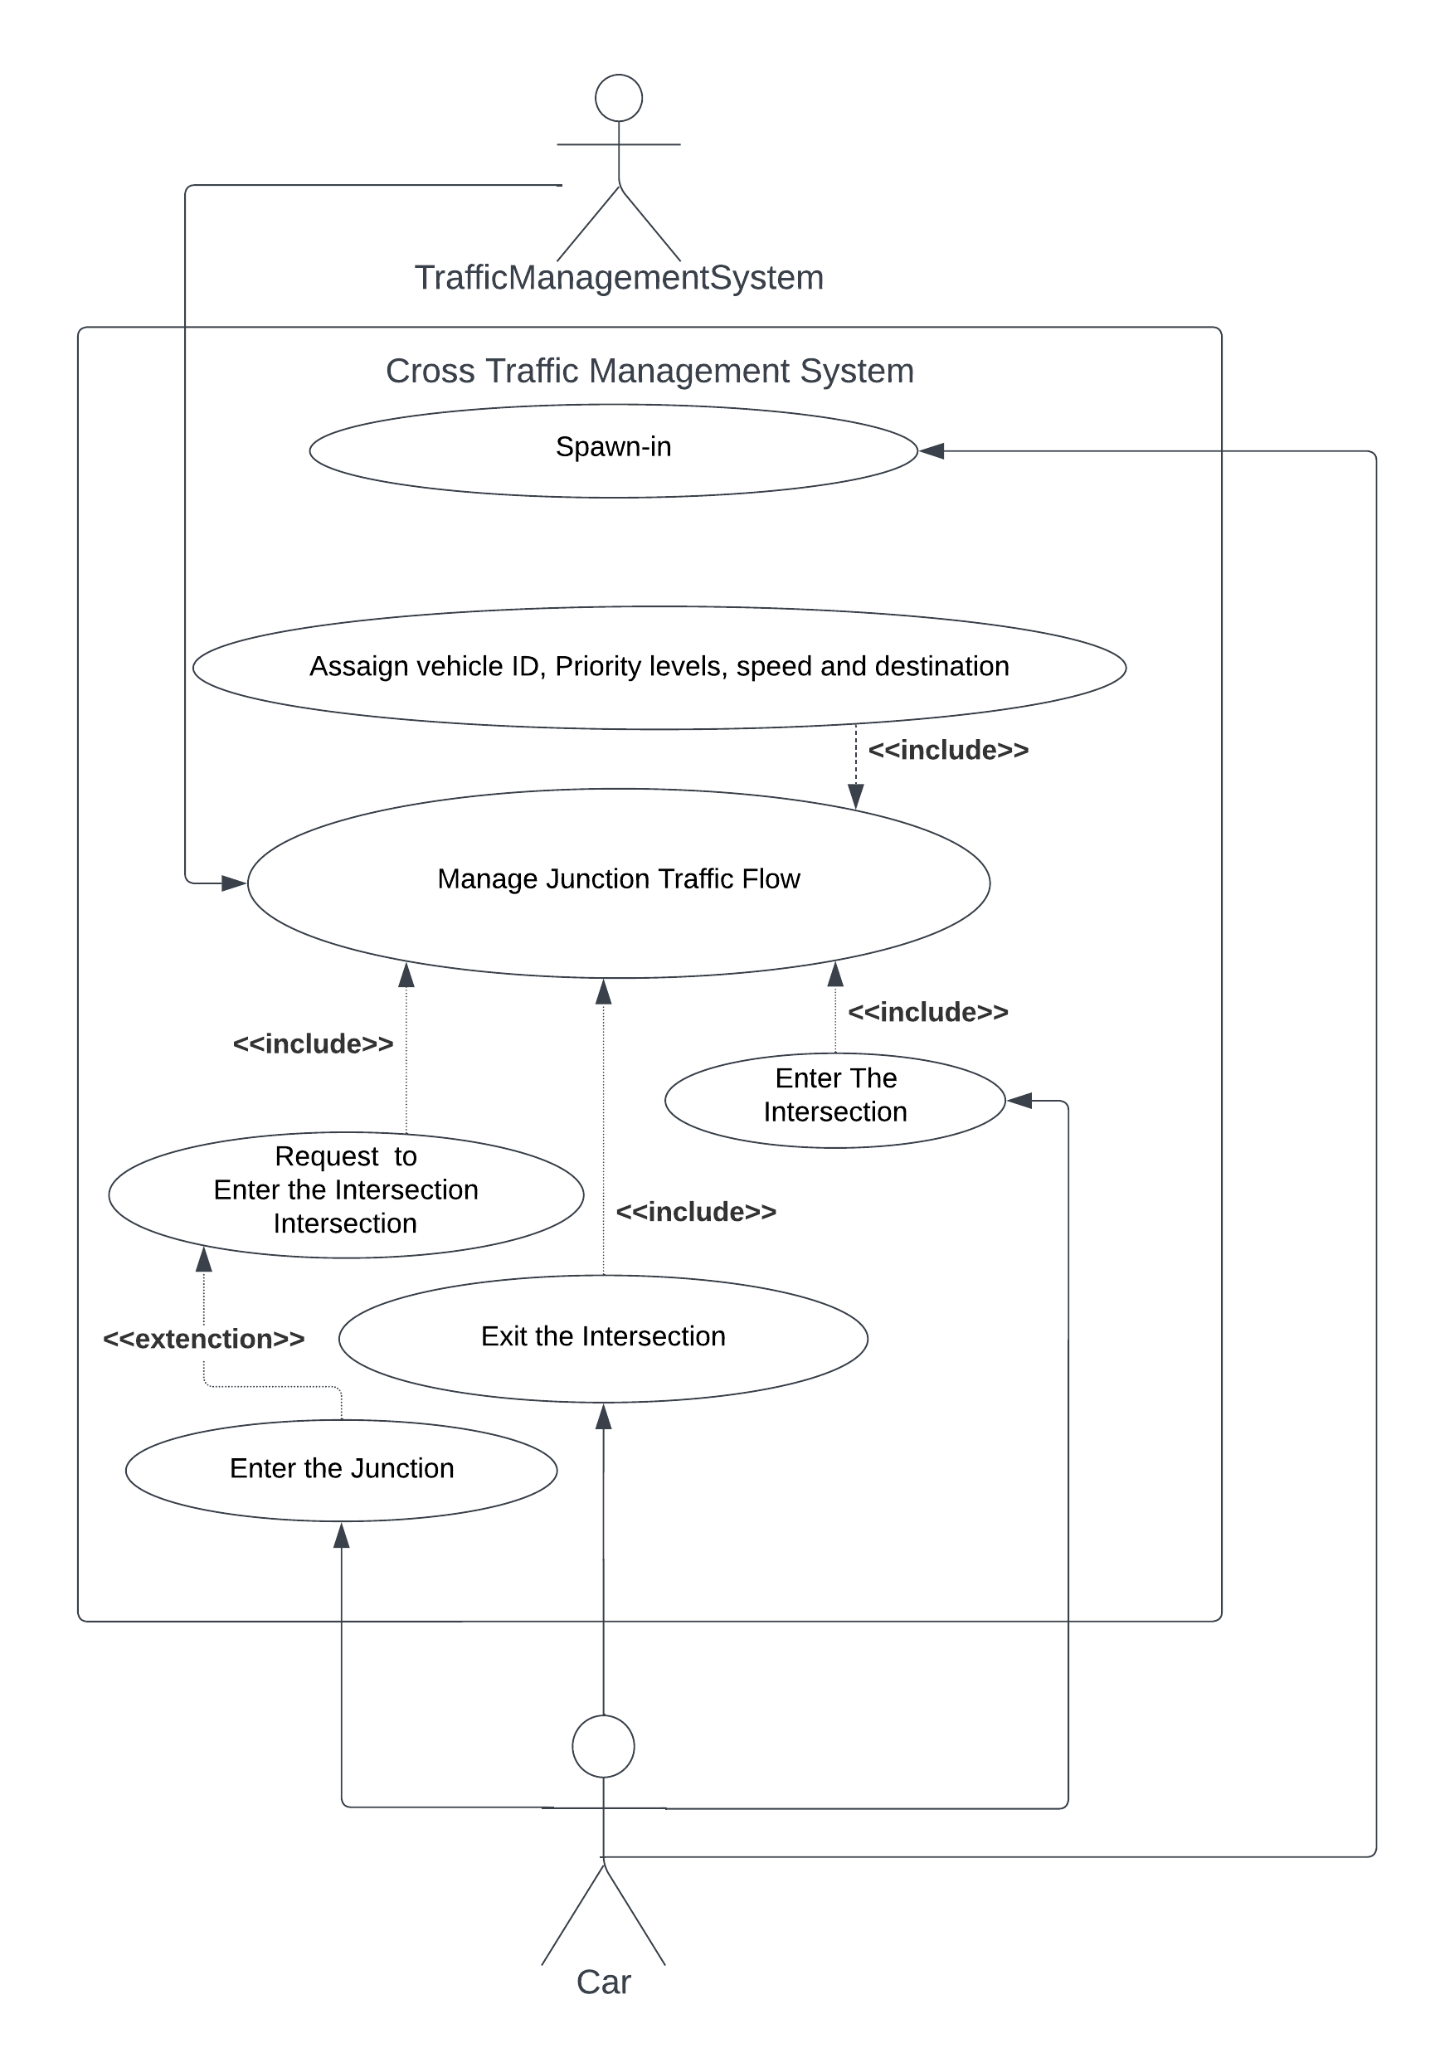 TrafficManagementSystem
Cross Traffic Management System
Spawn-in
Assaign vehicle ID, Priority levels, speed and destination
<<include>>
Manage Junction Traffic Flow
<<include>>
<<include>>
Enter The
Intersection
Request  to
Enter the Intersection
Intersection
<<include>>
<<extenction>>
Exit the Intersection
Enter the Junction
Car